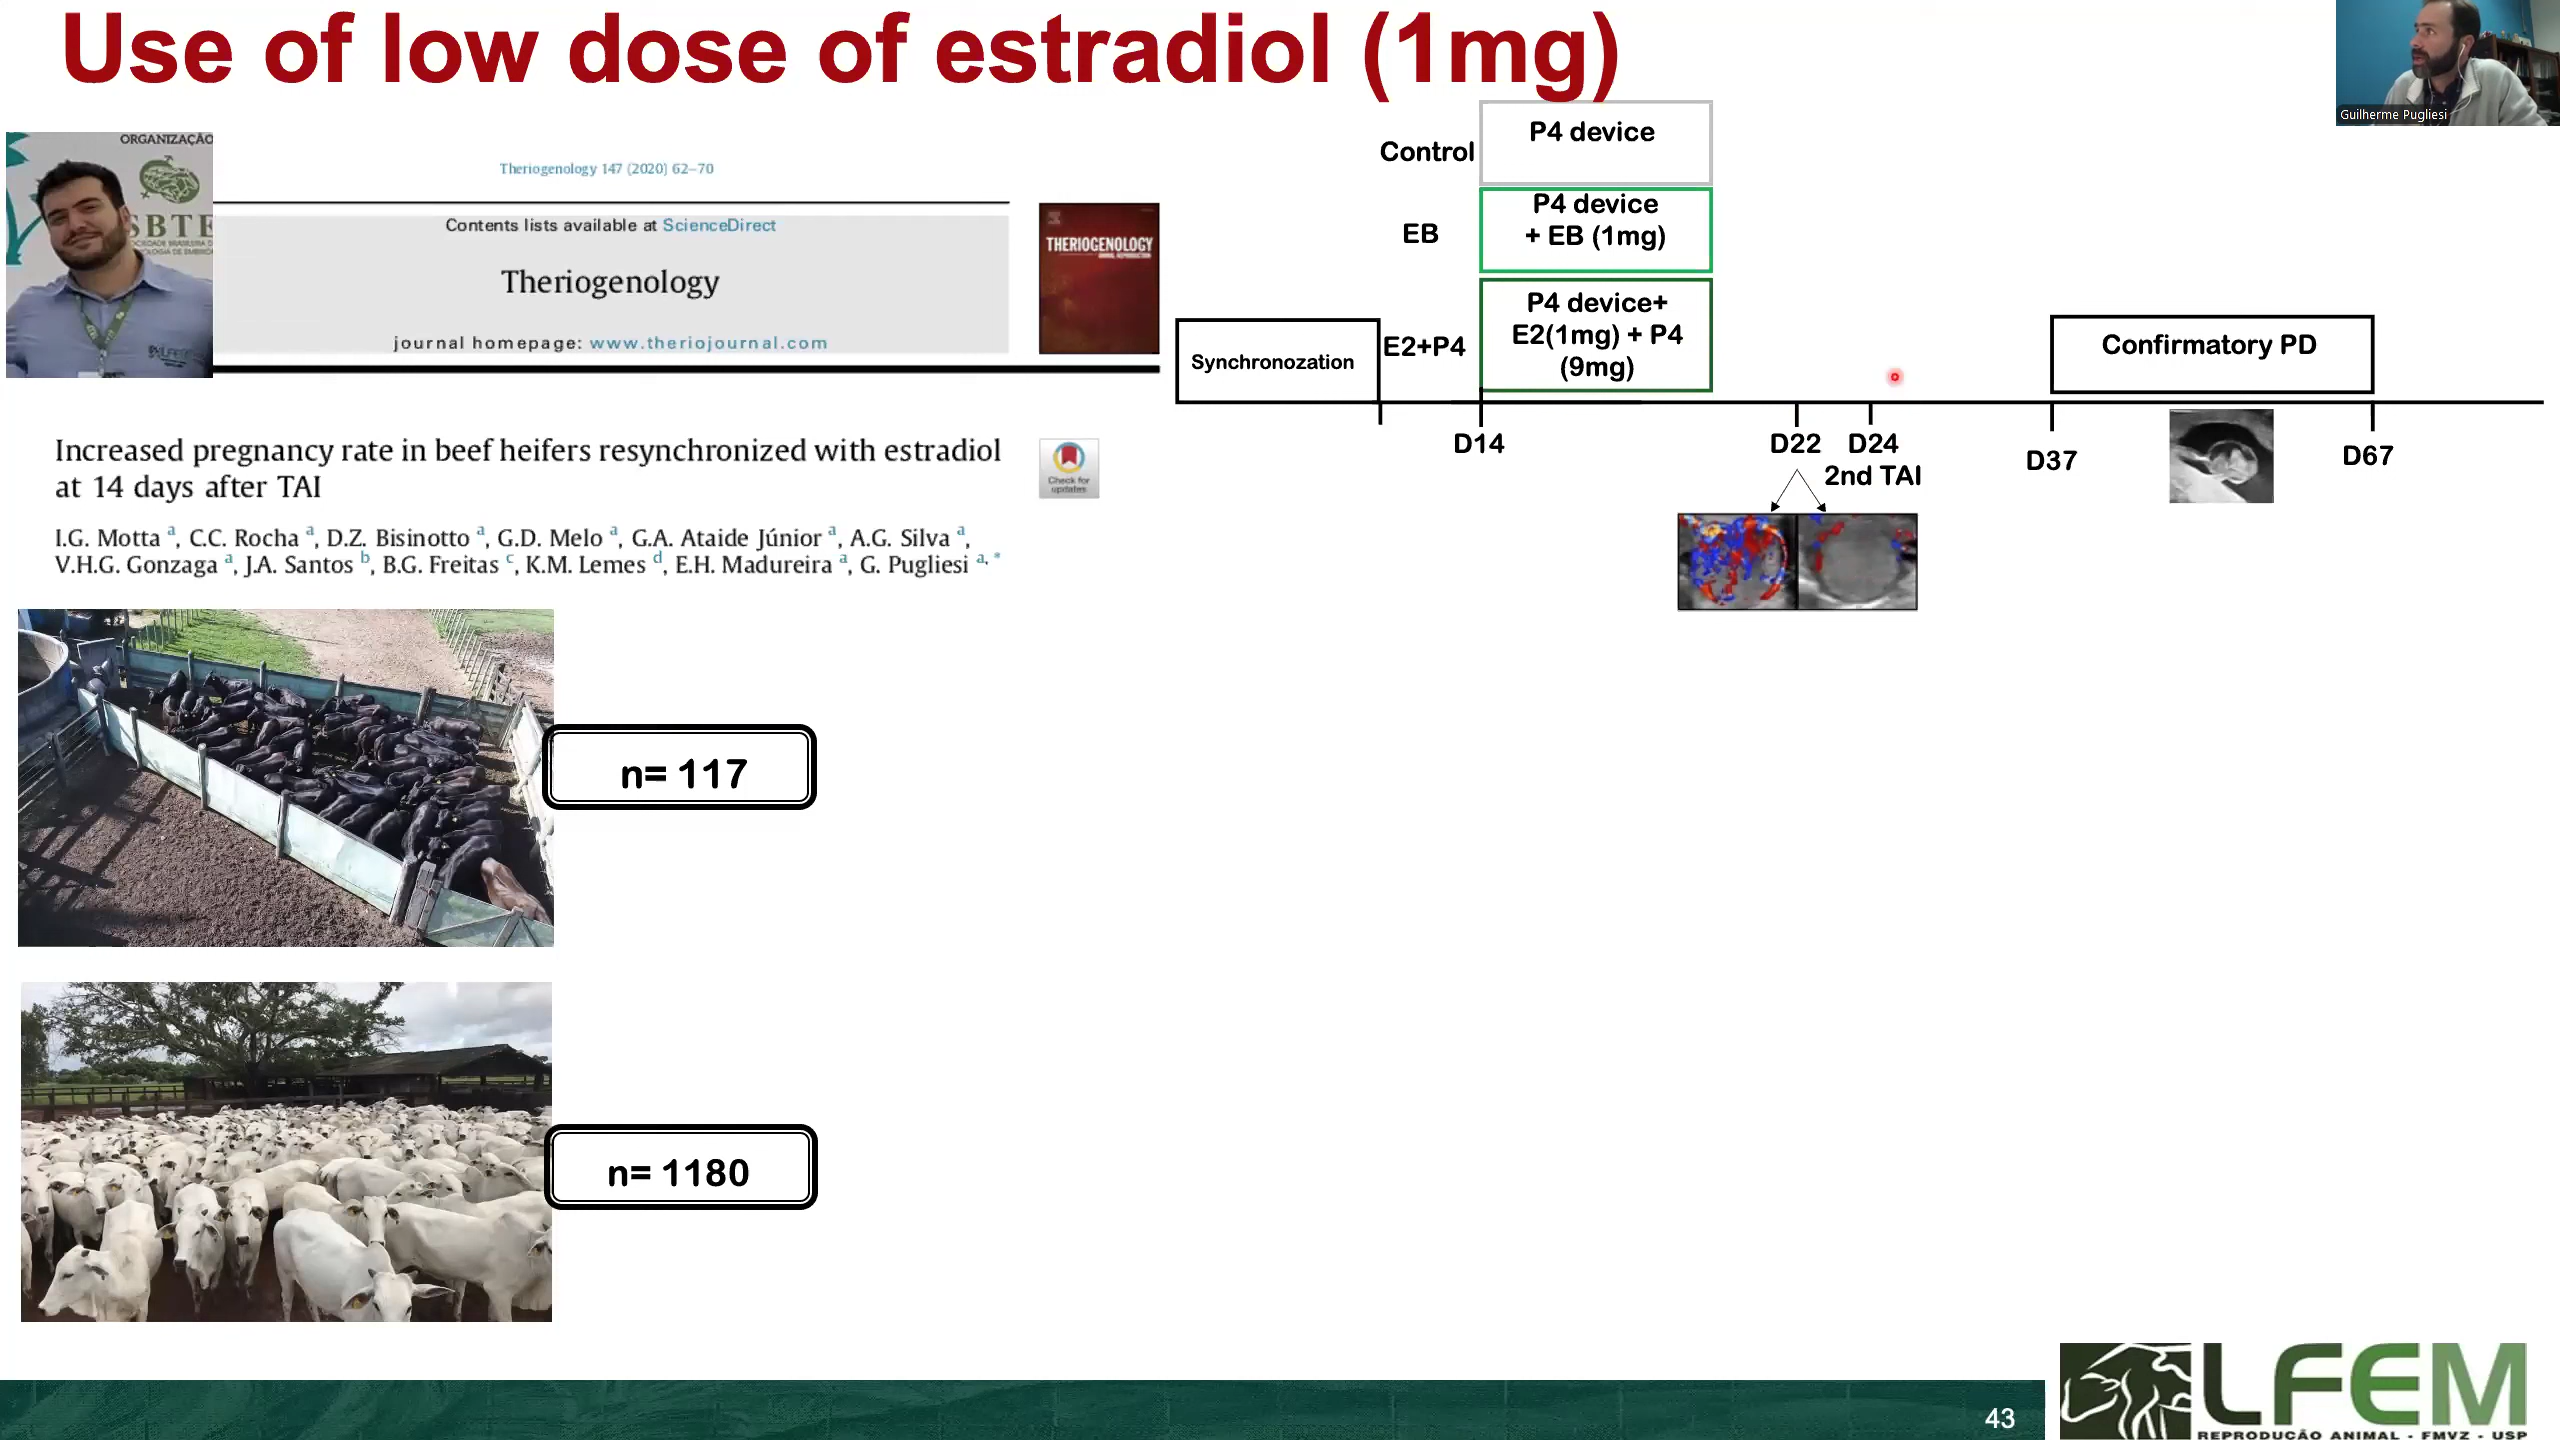 Use of low dose of estradiol (1mg)
Guilherme Pugliesi
ORGANIZAÇÃO
SBTE
Theriogenology 147 (2020) 62–70
Contents lists available at ScienceDirect
Theriogenology
journal homepage: www.theriojournal.com
THERIOGENOLOGY
ANIMAL REPRODUCTION
Increased pregnancy rate in beef heifers resynchronized with estradiol
at 14 days after TAI
Check for
updates
I.G. Motta a, C.C. Rocha a, D.Z. Bisinotto a, G.D. Melo a, G.A. Ataide Júnior a, A.G. Silva a,
V.H.G. Gonzaga a, J.A. Santos b, B.G. Freitas c, K.M. Lemes d, E.H. Madureira a, G. Pugliesi a, *
Control
P4 device
EB
P4 device
+ EB (1mg)
Synchronozation
E2+P4
P4 device+
E2(1mg) + P4
(9mg)
Confirmatory PD
D14
D22
D24
2nd TAI
D37
D67
n= 117
n= 1180
43
LFEM
REPRODUÇÃO ANIMAL - FMVZ - USP